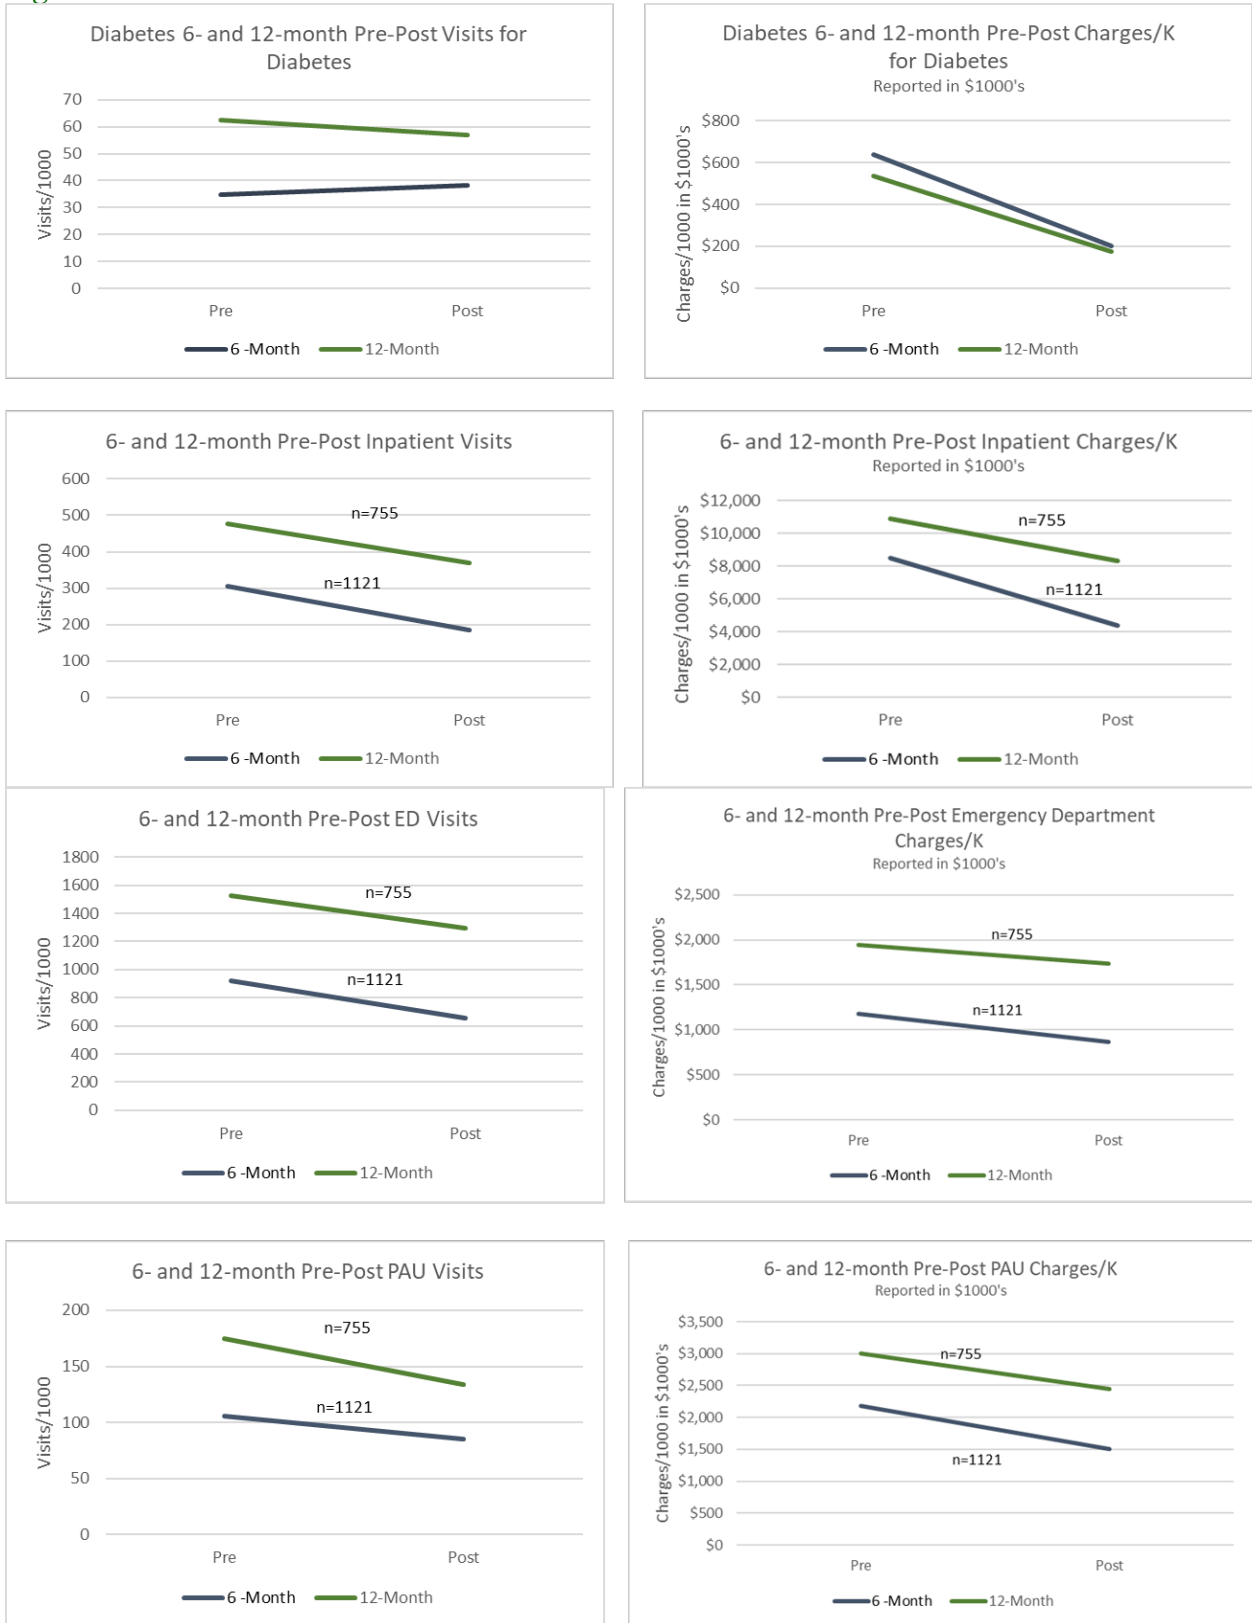 Diabetes 6- and 12-month Pre-Post Visits for
Diabetes
Visits/1000
70
60
50
40
30
20
10
0
Pre Post
6 -Month 12-Month
Diabetes 6- and 12-month Pre-Post Charges/K
for Diabetes
Reported in $1000's
Charges/1000 in $1000's
$800
$600
$400
$200
$0
Pre Post
6 -Month 12-Month
6- and 12-month Pre-Post Inpatient Visits
Visits/1000
600
500
400
300
200
100
0
n=755
n=1121
Pre Post
6 -Month 12-Month
6- and 12-month Pre-Post Inpatient Charges/K
Reported in $1000's
Charges/1000 in $1000's
$12,000
$10,000
$8,000
$6,000
$4,000
$2,000
$0
n=755
n=1121
Pre Post
6 -Month 12-Month
6- and 12-month Pre-Post ED Visits
Visits/1000
1800
1600
1400
1200
1000
800
600
400
200
0
n=755
n=1121
Pre Post
6 -Month 12-Month
6- and 12-month Pre-Post Emergency Department
Charges/K
Reported in $1000's
Charges/1000 in $1000's
$2,500
$2,000
$1,500
$1,000
$500
$0
n=755
n=1121
Pre Post
6 -Month 12-Month
6- and 12-month Pre-Post PAU Visits
Visits/1000
200
150
100
50
0
n=755
n=1121
Pre Post
6 -Month 12-Month
6- and 12-month Pre-Post PAU Charges/K
Reported in $1000's
Charges/1000 in $1000's
$3,500
$3,000
$2,500
$2,000
$1,500
$1,000
$500
$0
n=755
n=1121
Pre Post
6 -Month 12-Month